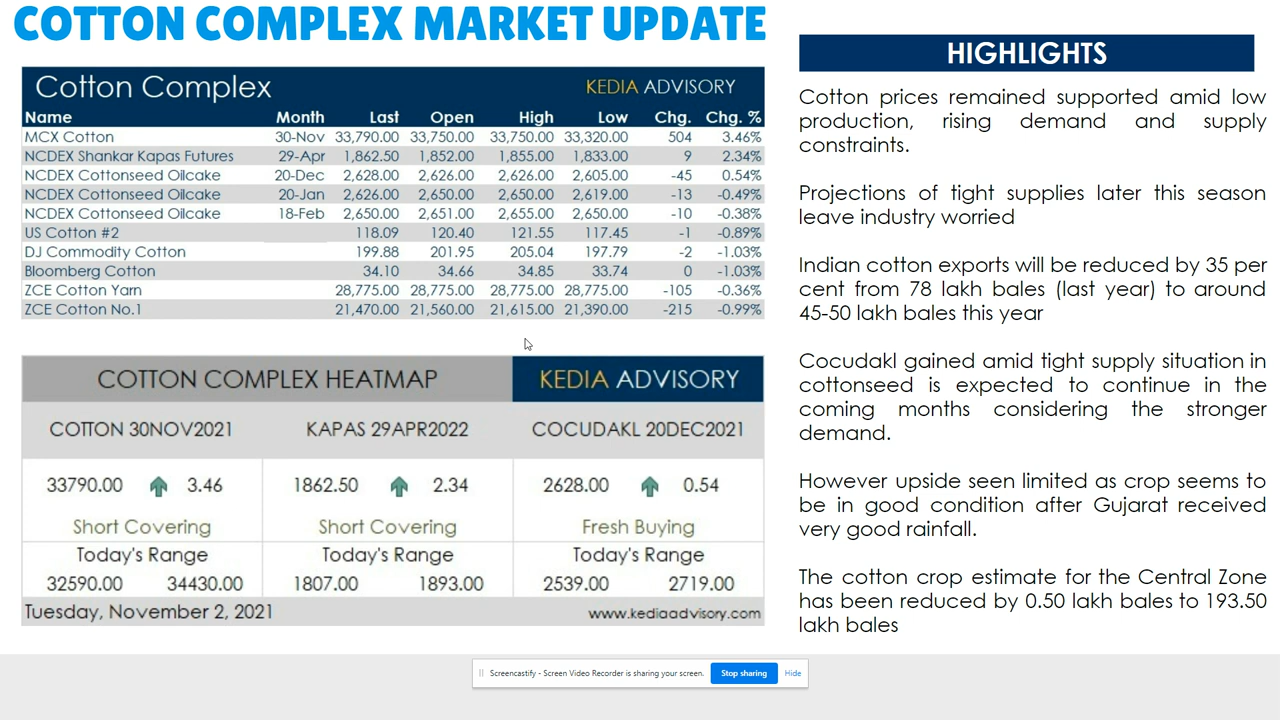 COTTON COMPLEX MARKET UPDATE
Cotton Complex KEDIA ADVISORY
Name Month Last Open High Low Chg. Chg. %
MCX Cotton 30-Nov 33,790.00 33,750.00 33,750.00 33,320.00 504 3.46%
NCDEX Shankar Kapas Futures 29-Apr 1,862.50 1,852.00 1,855.00 1,833.00 9 2.34%
NCDEX Cottonseed Oilcake 20-Dec 2,628.00 2,626.00 2,626.00 2,605.00 -45 0.54%
NCDEX Cottonseed Oilcake 20-Jan 2,626.00 2,650.00 2,650.00 2,619.00 -13 -0.49%
NCDEX Cottonseed Oilcake 18-Feb 2,650.00 2,651.00 2,655.00 2,650.00 -10 -0.38%
US Cotton #2 118.09 120.40 121.55 117.45 -1 -0.89%
DJ Commodity Cotton 199.88 201.95 205.04 197.79 -2 -1.03%
Bloomberg Cotton 34.10 34.66 34.85 33.74 0 -1.03%
ZCE Cotton Yarn 28,775.00 28,775.00 28,775.00 28,775.00 -105 -0.36%
ZCE Cotton No.1 21,470.00 21,560.00 21,615.00 21,390.00 -215 -0.99%
COTTON COMPLEX HEATMAP KEDIA ADVISORY
COTTON 30NOV2021 KAPAS 29APR2022 COCUDAKL 20DEC2021
33790.00 3.46 1862.50 2.34 2628.00 0.54
Short Covering Short Covering Fresh Buying
Today's Range Today's Range Today's Range
32590.00 34430.00 1807.00 1893.00 2539.00 2719.00
Tuesday, November 2, 2021 www.kediaadvisory.com
HIGHLIGHTS
Cotton prices remained supported amid low
production, rising demand and supply
constraints.
Projections of tight supplies later this season
leave industry worried
Indian cotton exports will be reduced by 35 per
cent from 78 lakh bales (last year) to around
45-50 lakh bales this year
Cocudakl gained amid tight supply situation in
cottonseed is expected to continue in the
coming months considering the stronger
demand.
However upside seen limited as crop seems to
be in good condition after Gujarat received
very good rainfall.
The cotton crop estimate for the Central Zone
has been reduced by 0.50 lakh bales to 193.50
lakh bales
Screencastify - Screen Video Recorder is sharing your screen. Stop sharing Hide